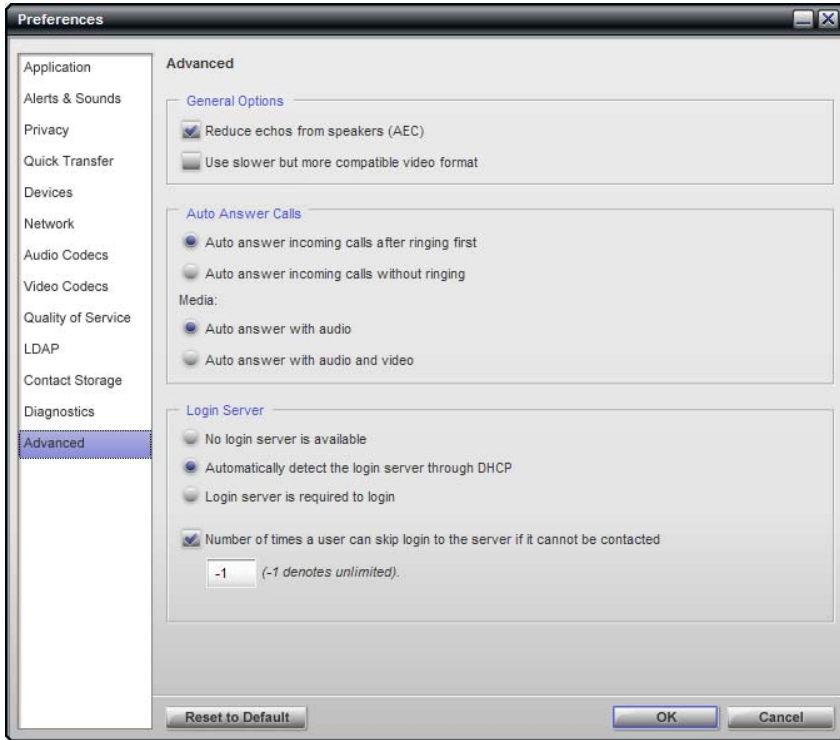 Preferences
Application
Alerts & Sounds
Privacy
Quick Transfer
Devices
Network
Audio Codecs
Video Codecs
Quality of Service
LDAP
Contact Storage
Diagnostics
Advanced
Advanced
General Options
Reduce echos from speakers (AEC)
Use slower but more compatible video format
Auto Answer Calls
Auto answer incoming calls after ringing first
Auto answer incoming calls without ringing
Media:
Auto answer with audio
Auto answer with audio and video
Login Server
No login server is available
Automatically detect the login server through DHCP
Login server is required to login
Number of times a user can skip login to the server if it cannot be contacted
-1 (-1 denotes unlimited).
Reset to Default OK Cancel